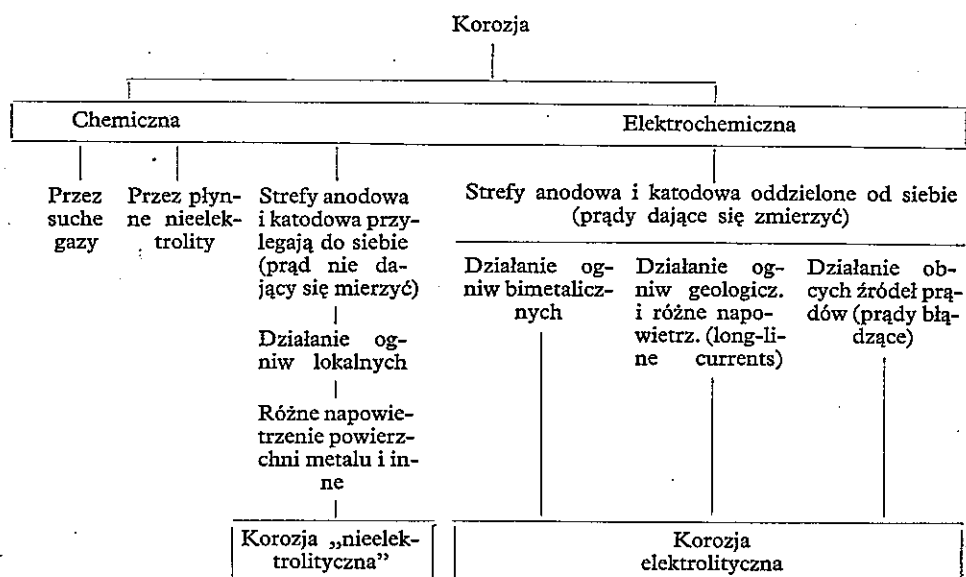 Korozja
Chemiczna
Elektrochemiczna
Przez
suche
gazy
Przez płyn-
ne nieelek-
trolity
Strefy anodowa
i katodowa przy-
legają do siebie
(prąd nie da-
jący się mierzyć)
Działanie og-
niw lokalnych
Różne napowie-
trzenie powierz-
chni metalu i in-
ne
Korozja „nieelek-
trolityczna”
Strefy anodowa i katodowa oddzielone od siebie
(prądy dające się zmierzyć)
Działanie og-
niw bimetalicz-
nych
Działanie og-
niw geologicz.
i różne napo-
wietrz. (long-li-
ne currents)
Działanie ob-
cych źródeł prą-
dów (prądy błą-
dzące)
Korozja
elektrolityczna